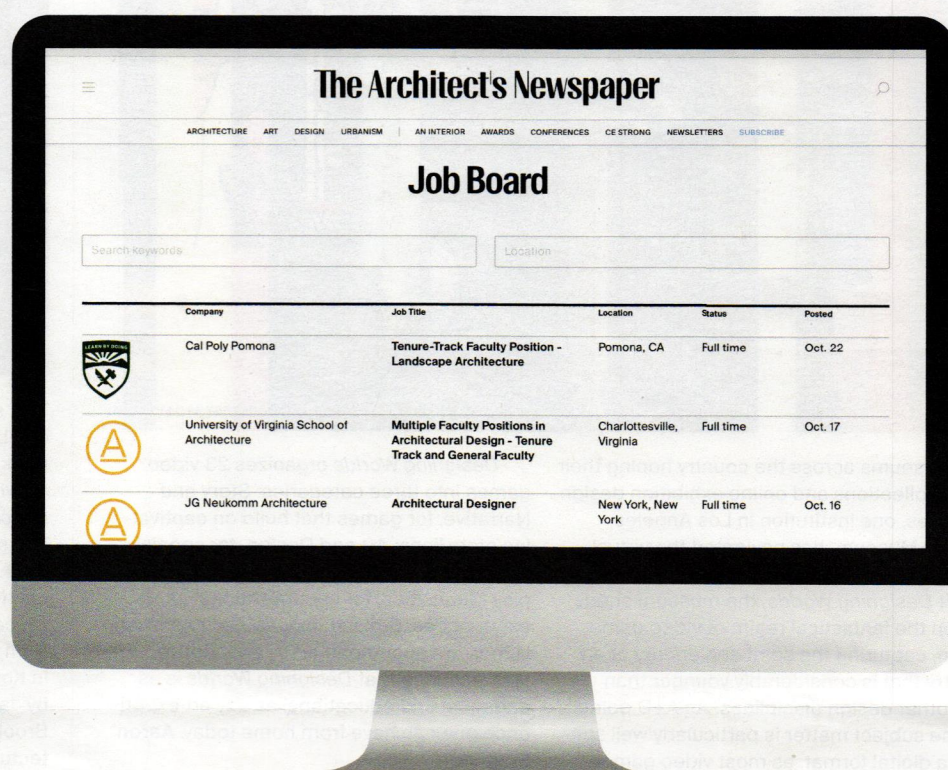 The Architect's Newspaper
ARCHITECTURE ART DESIGN URBANISM | AN INTERIOR AWARDS CONFERENCES CE STRONG NEWSLETTERS SUBSCRIBE
Job Board
Search keywords
Location
Company Job Title Location Status Posted
LEARN BY DOING
Cal Poly Pomona
Tenure-Track Faculty Position -
Landscape Architecture
Pomona, CA
Full time
Oct. 22
A
University of Virginia School of
Architecture
Multiple Faculty Positions in
Architectural Design - Tenure
Track and General Faculty
Charlottesville,
Virginia
Full time
Oct. 17
A
JG Neukomm Architecture
Architectural Designer
New York, New
York
Full time
Oct. 16